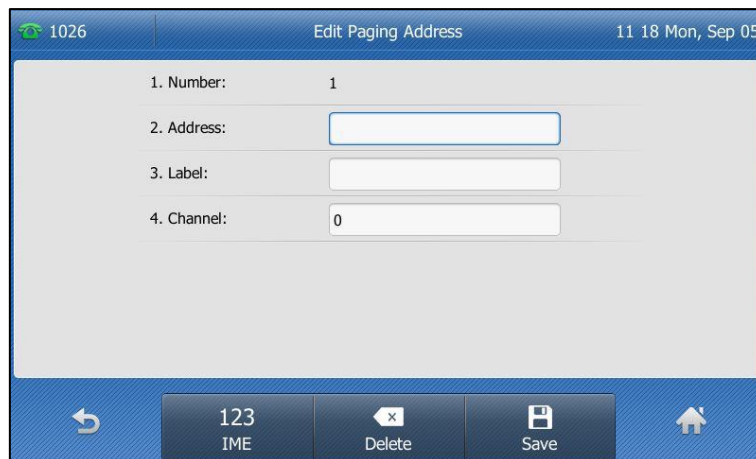 1026 Edit Paging Address 11 18 Mon, Sep 05
1. Number: 1
2. Address:
3. Label:
4. Channel: 0
123
IME Delete Save